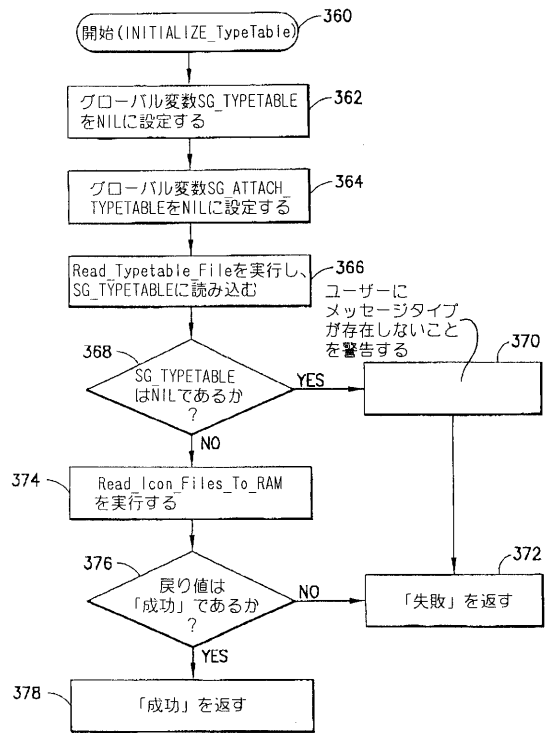 開始(INITIALIZE_TypeTable)
360
グローバル変数SG_TYPETABLE
をNILに設定する
362
グローバル変数SG_ATTACH_
TYPETABLEをNILに設定する
364
Read_Typetable_Fileを実行し、
SG_TYPETABLEに読み込む
366
ユーザーに
メッセージタイプ
が存在しないこと
を警告する
370
368
SG_TYPETABLE
はNILであるか
?
YES
NO
374
Read_Icon_Files_To_RAM
を実行する
376
戻り値は
「成功」であるか
?
NO
YES
372
「失敗」を返す
378
「成功」を返す